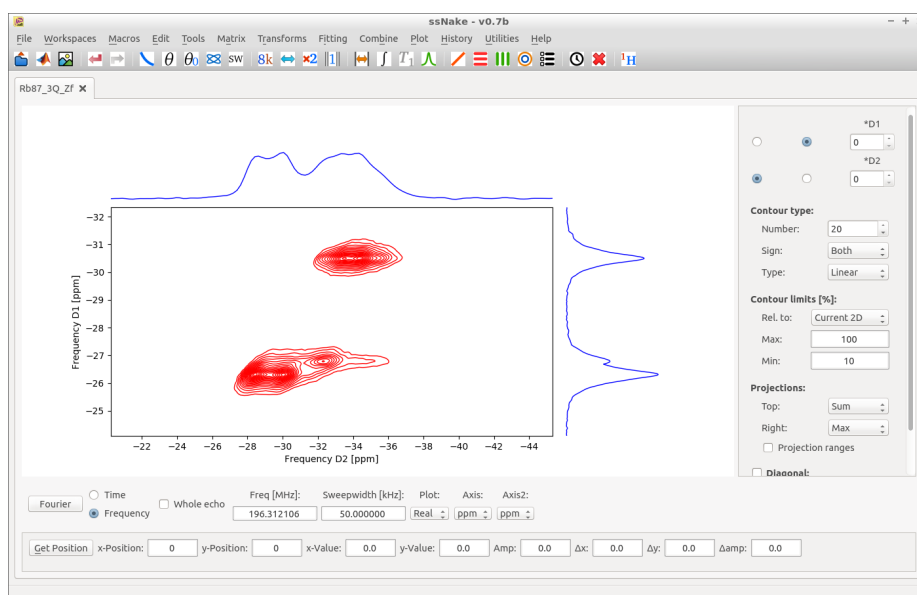 ssNake - v0.7b
File Workspaces Macros Edit Tools Matrix Transforms Fitting Combine Plot History Utilities Help
θ θ₀ SW 8k ×2 ‖1‖ ∫ T₁ ¹H
Rb87_3Q_Zf
*D1
0
*D2
0
Contour type:
Number: 20
Sign: Both
Type: Linear
Contour limits [%]:
Rel. to: Current 2D
Max: 100
Min: 10
Projections:
Top: Sum
Right: Max
Projection ranges
Diagonal:
−32
−31
−30
−29
−28
−27
−26
−25
Frequency D1 [ppm]
−22 −24 −26 −28 −30 −32 −34 −36 −38 −40 −42 −44
Frequency D2 [ppm]
Fourier
Time
Frequency
Whole echo
Freq [MHz]: Sweepwidth [kHz]: Plot: Axis: Axis2:
196.312106 50.000000 Real ppm ppm
Get Position x-Position: 0 y-Position: 0 x-Value: 0.0 y-Value: 0.0 Amp: 0.0 Δx: 0.0 Δy: 0.0 Δamp: 0.0